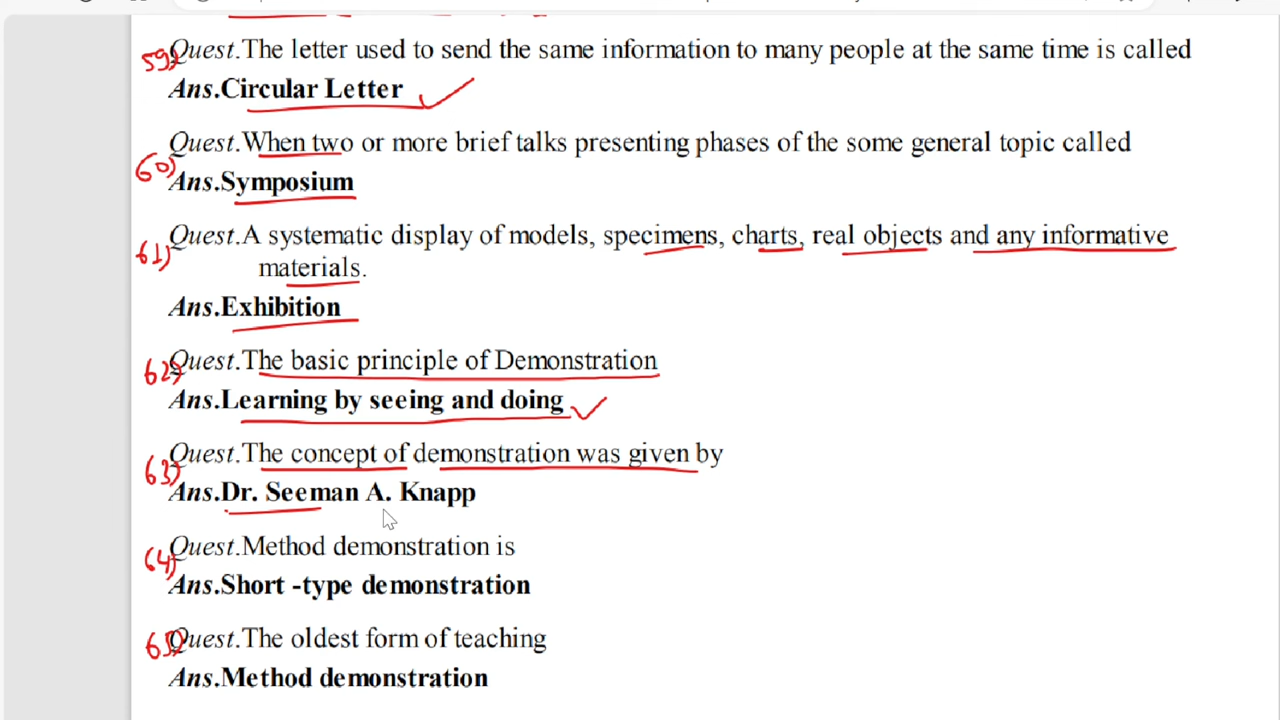 59) Quest.The letter used to send the same information to many people at the same time is called
Ans.Circular Letter
60) Quest.When two or more brief talks presenting phases of the some general topic called
Ans.Symposium
61) Quest.A systematic display of models, specimens, charts, real objects and any informative
materials.
Ans.Exhibition
62) Quest.The basic principle of Demonstration
Ans.Learning by seeing and doing
63) Quest.The concept of demonstration was given by
Ans.Dr. Seeman A. Knapp
64) Quest.Method demonstration is
Ans.Short -type demonstration
65) Quest.The oldest form of teaching
Ans.Method demonstration